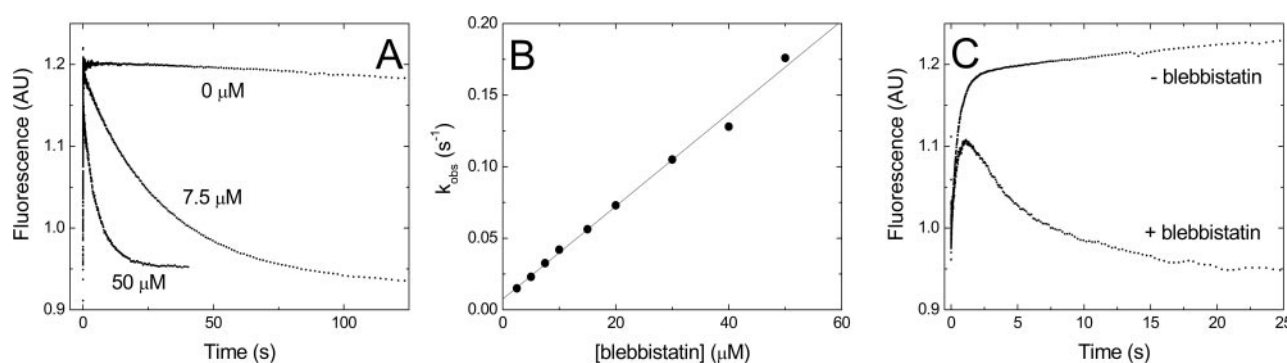 A
B
C
1.2
1.1
1.0
0.9
Fluorescence (AU)
0 μM
7.5 μM
50 μM
0
50
100
Time (s)
0.20
0.15
0.10
0.05
0.00
k_obs (s^-1)
0
20
40
60
[blebbistatin] (μM)
1.2
1.1
1.0
0.9
Fluorescence (AU)
- blebbistatin
+ blebbistatin
0
5
10
15
20
25
Time (s)